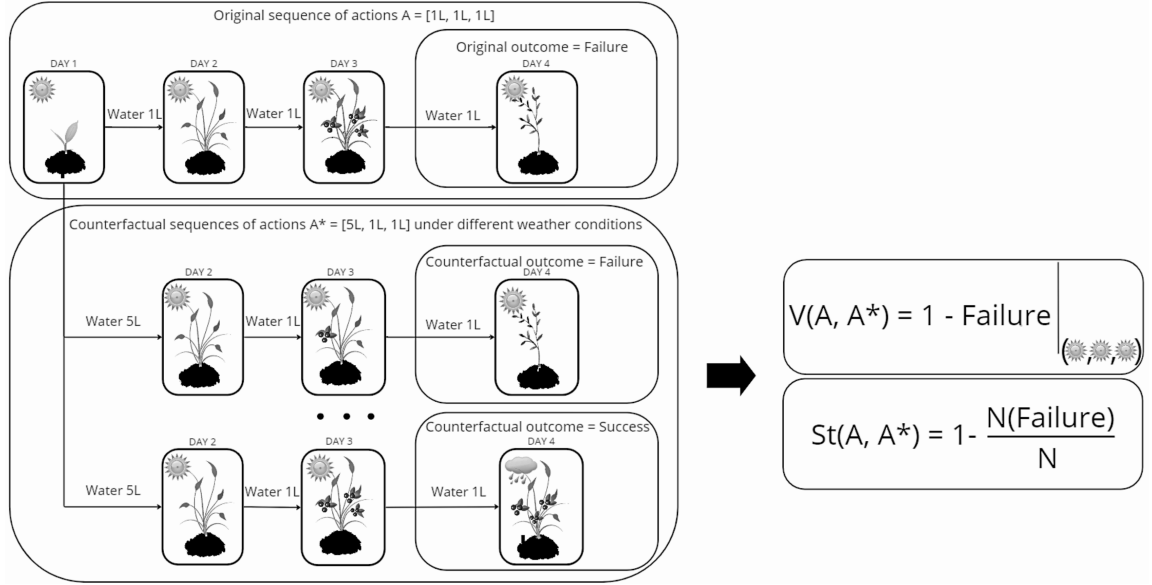 Original sequence of actions A = [1L, 1L, 1L]
Original outcome = Failure
DAY 1
DAY 2
DAY 3
DAY 4
Water 1L
Water 1L
Water 1L
Counterfactual sequences of actions A* = [5L, 1L, 1L] under different weather conditions
Counterfactual outcome = Failure
DAY 2
DAY 3
DAY 4
Water 5L
Water 1L
Water 1L
• • •
Counterfactual outcome = Success
DAY 2
DAY 3
DAY 4
Water 5L
Water 1L
Water 1L
V(A, A*) = 1 - Failure | ( , , )
St(A, A*) = 1- N(Failure)
N